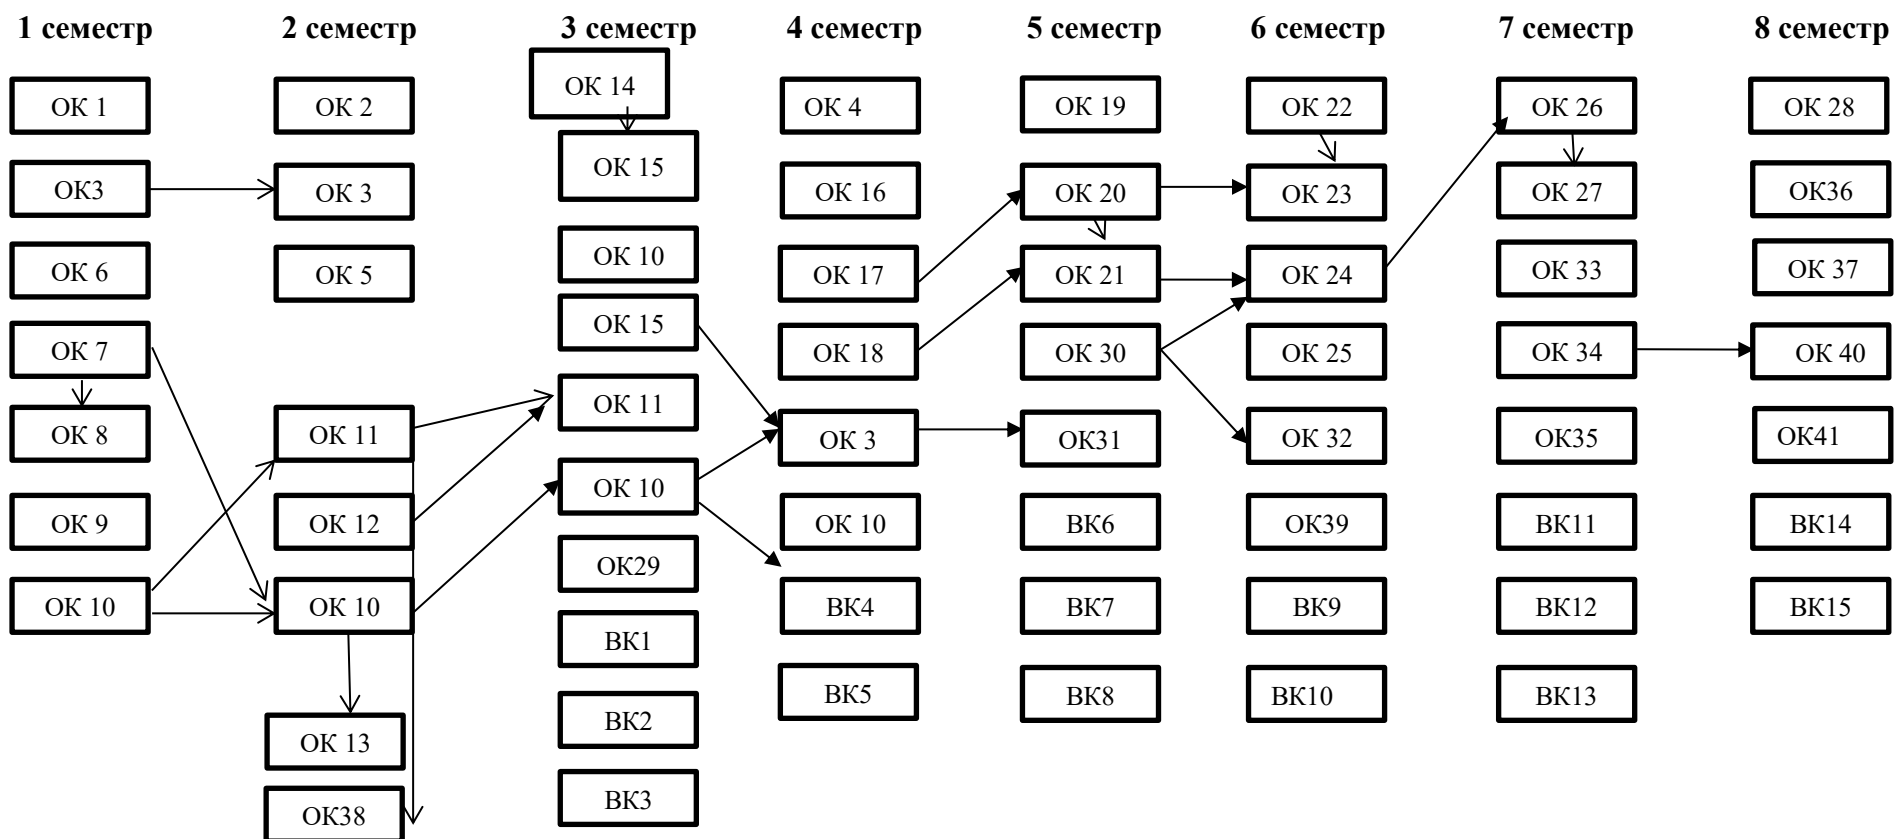 1 семестр
2 семестр
3 семестр
4 семестр
5 семестр
6 семестр
7 семестр
8 семестр
ОК 1
ОК3
ОК 6
ОК 7
ОК 8
ОК 9
ОК 10
ОК 2
ОК 3
ОК 5
ОК 11
ОК 12
ОК 10
ОК 13
ОК38
ОК 14
ОК 15
ОК 10
ОК 15
ОК 11
ОК 10
ОК29
ВК1
ВК2
ВК3
ОК 4
ОК 16
ОК 17
ОК 18
ОК 3
ОК 10
ВК4
ВК5
ОК 19
ОК 20
ОК 21
ОК 30
ОК31
ВК6
ВК7
ВК8
ОК 22
ОК 23
ОК 24
ОК 25
ОК 32
ОК39
ВК9
ВК10
ОК 26
ОК 27
ОК 33
ОК 34
ОК35
ВК11
ВК12
ВК13
ОК 28
ОК36
ОК 37
ОК 40
ОК41
ВК14
ВК15